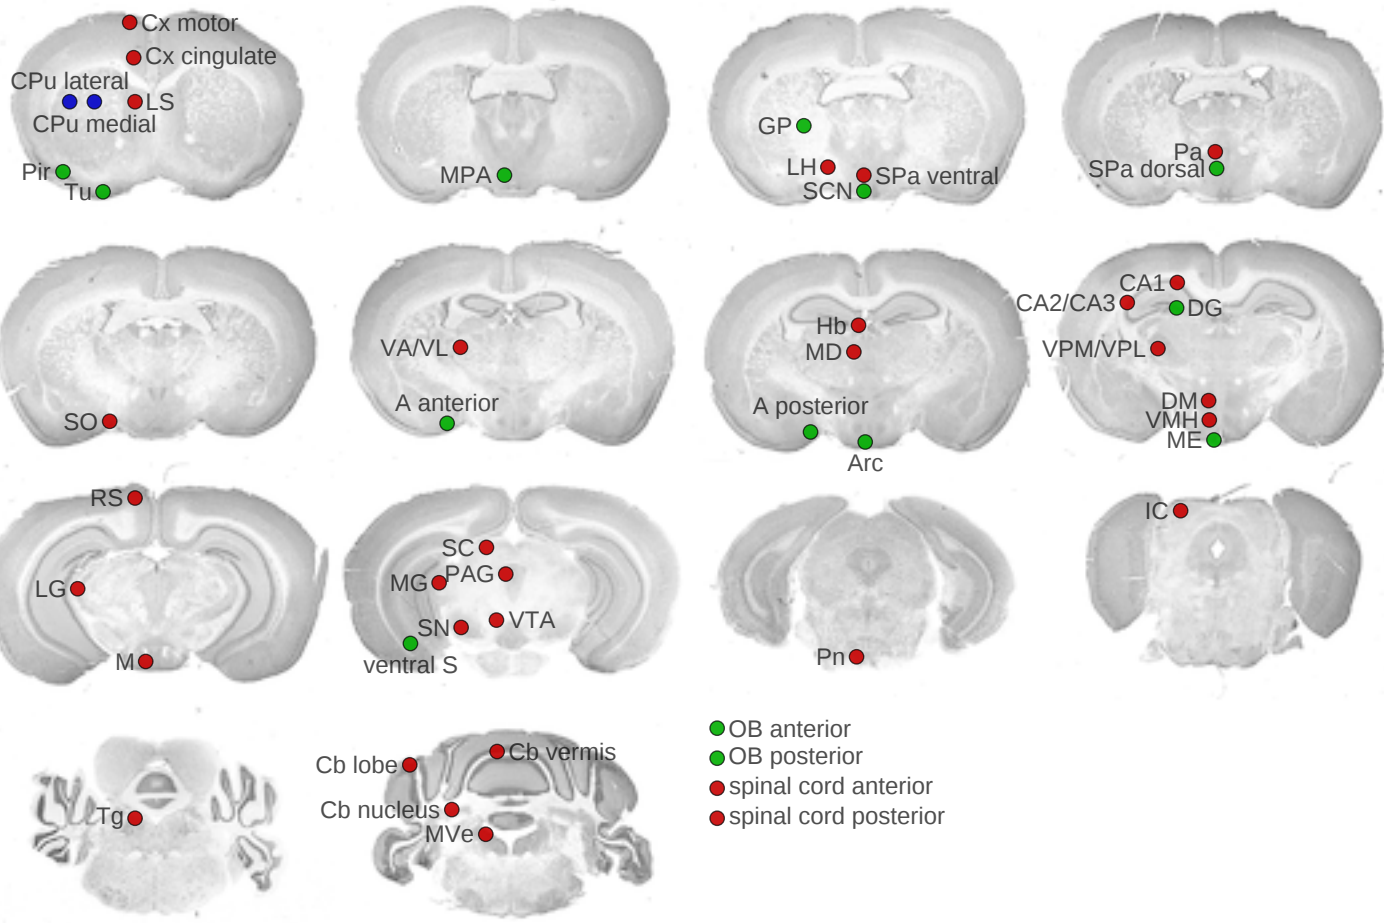 Cx motor
Cx cingulate
CPu lateral
LS
CPu medial
Pir
Tu
MPA
GP
LH
SPa ventral
SCN
Pa
SPa dorsal
SO
VA/VL
A anterior
Hb
MD
A posterior
Arc
CA1
CA2/CA3
DG
VPM/VPL
DM
VMH
ME
RS
LG
M
SC
MG
PAG
SN
VTA
ventral S
Pn
IC
Tg
Cb lobe
Cb vermis
Cb nucleus
MVe
OB anterior
OB posterior
spinal cord anterior
spinal cord posterior